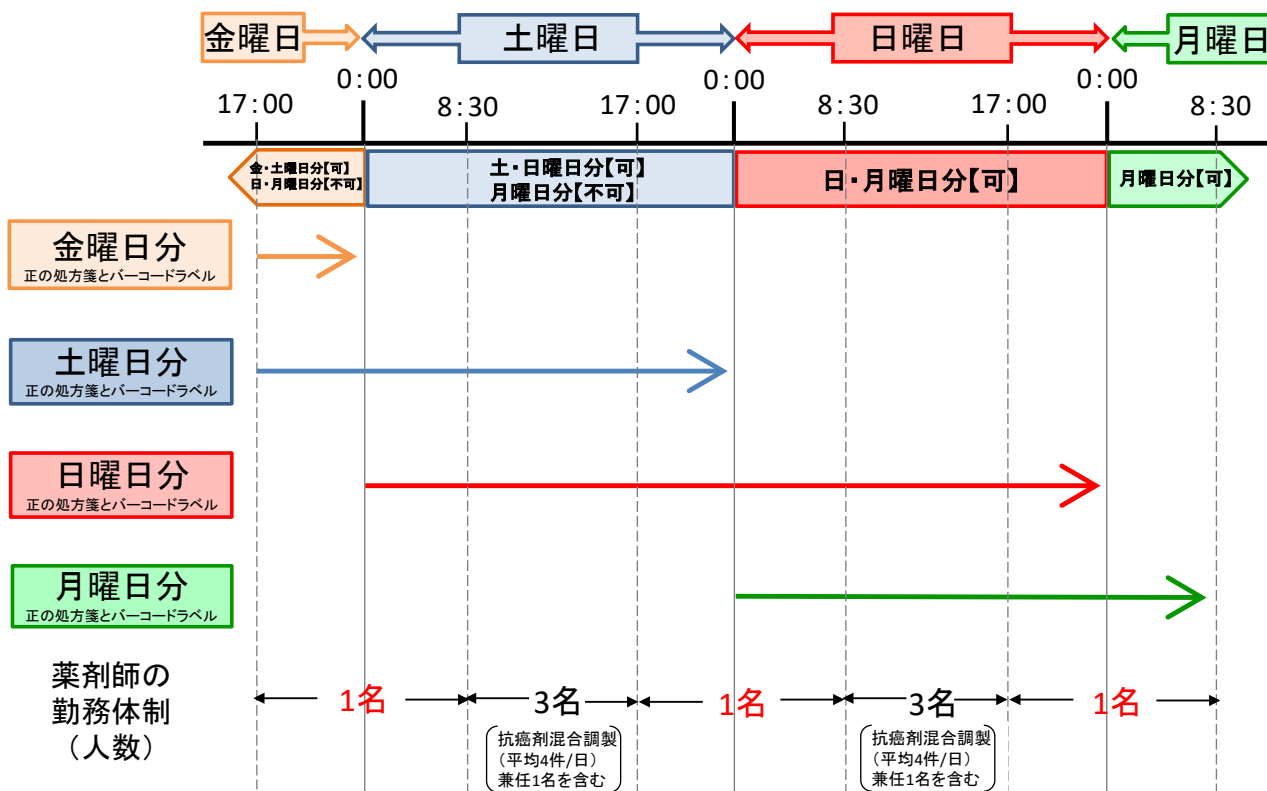 金曜日
土曜日
日曜日
月曜日
0:00
0:00
0:00
17:00
8:30
17:00
8:30
17:00
8:30
金・土曜日分【可】
日・月曜日分【不可】
土・日曜日分【可】
月曜日分【不可】
日・月曜日分【可】
月曜日分【可】
金曜日分
正の処方箋とバーコードラベル
土曜日分
正の処方箋とバーコードラベル
日曜日分
正の処方箋とバーコードラベル
月曜日分
正の処方箋とバーコードラベル
薬剤師の
勤務体制
（人数）
1名
3名
1名
3名
1名
抗癌剤混合調製
（平均4件/日）
兼任1名を含む
抗癌剤混合調製
（平均4件/日）
兼任1名を含む